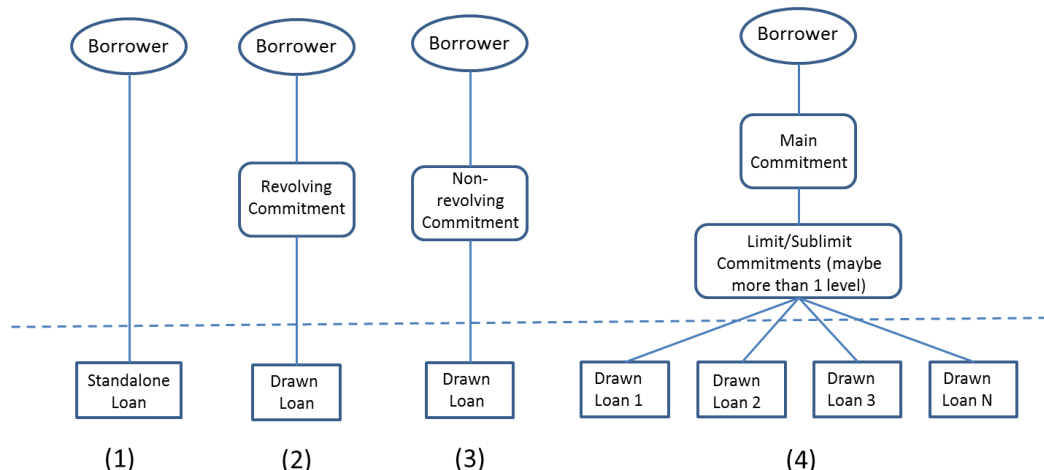 Borrower
Borrower
Borrower
Borrower
Main
Commitment
Revolving
Commitment
Non-
revolving
Commitment
Limit/Sublimit
Commitments (maybe
more than 1 level)
Standalone
Loan
Drawn
Loan
Drawn
Loan
Drawn
Loan 1
Drawn
Loan 2
Drawn
Loan 3
Drawn
Loan N
(1)
(2)
(3)
(4)